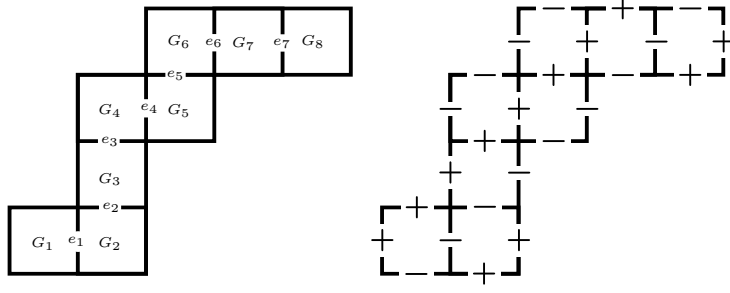 G₆ e₆ G₇ e₇ G₈
e₅
G₄ e₄ G₅
e₃
G₃
e₂
G₁ e₁ G₂
− + −
− + − +
− + − +
− + −
+ −
+ −
+ −
+ − +
− +